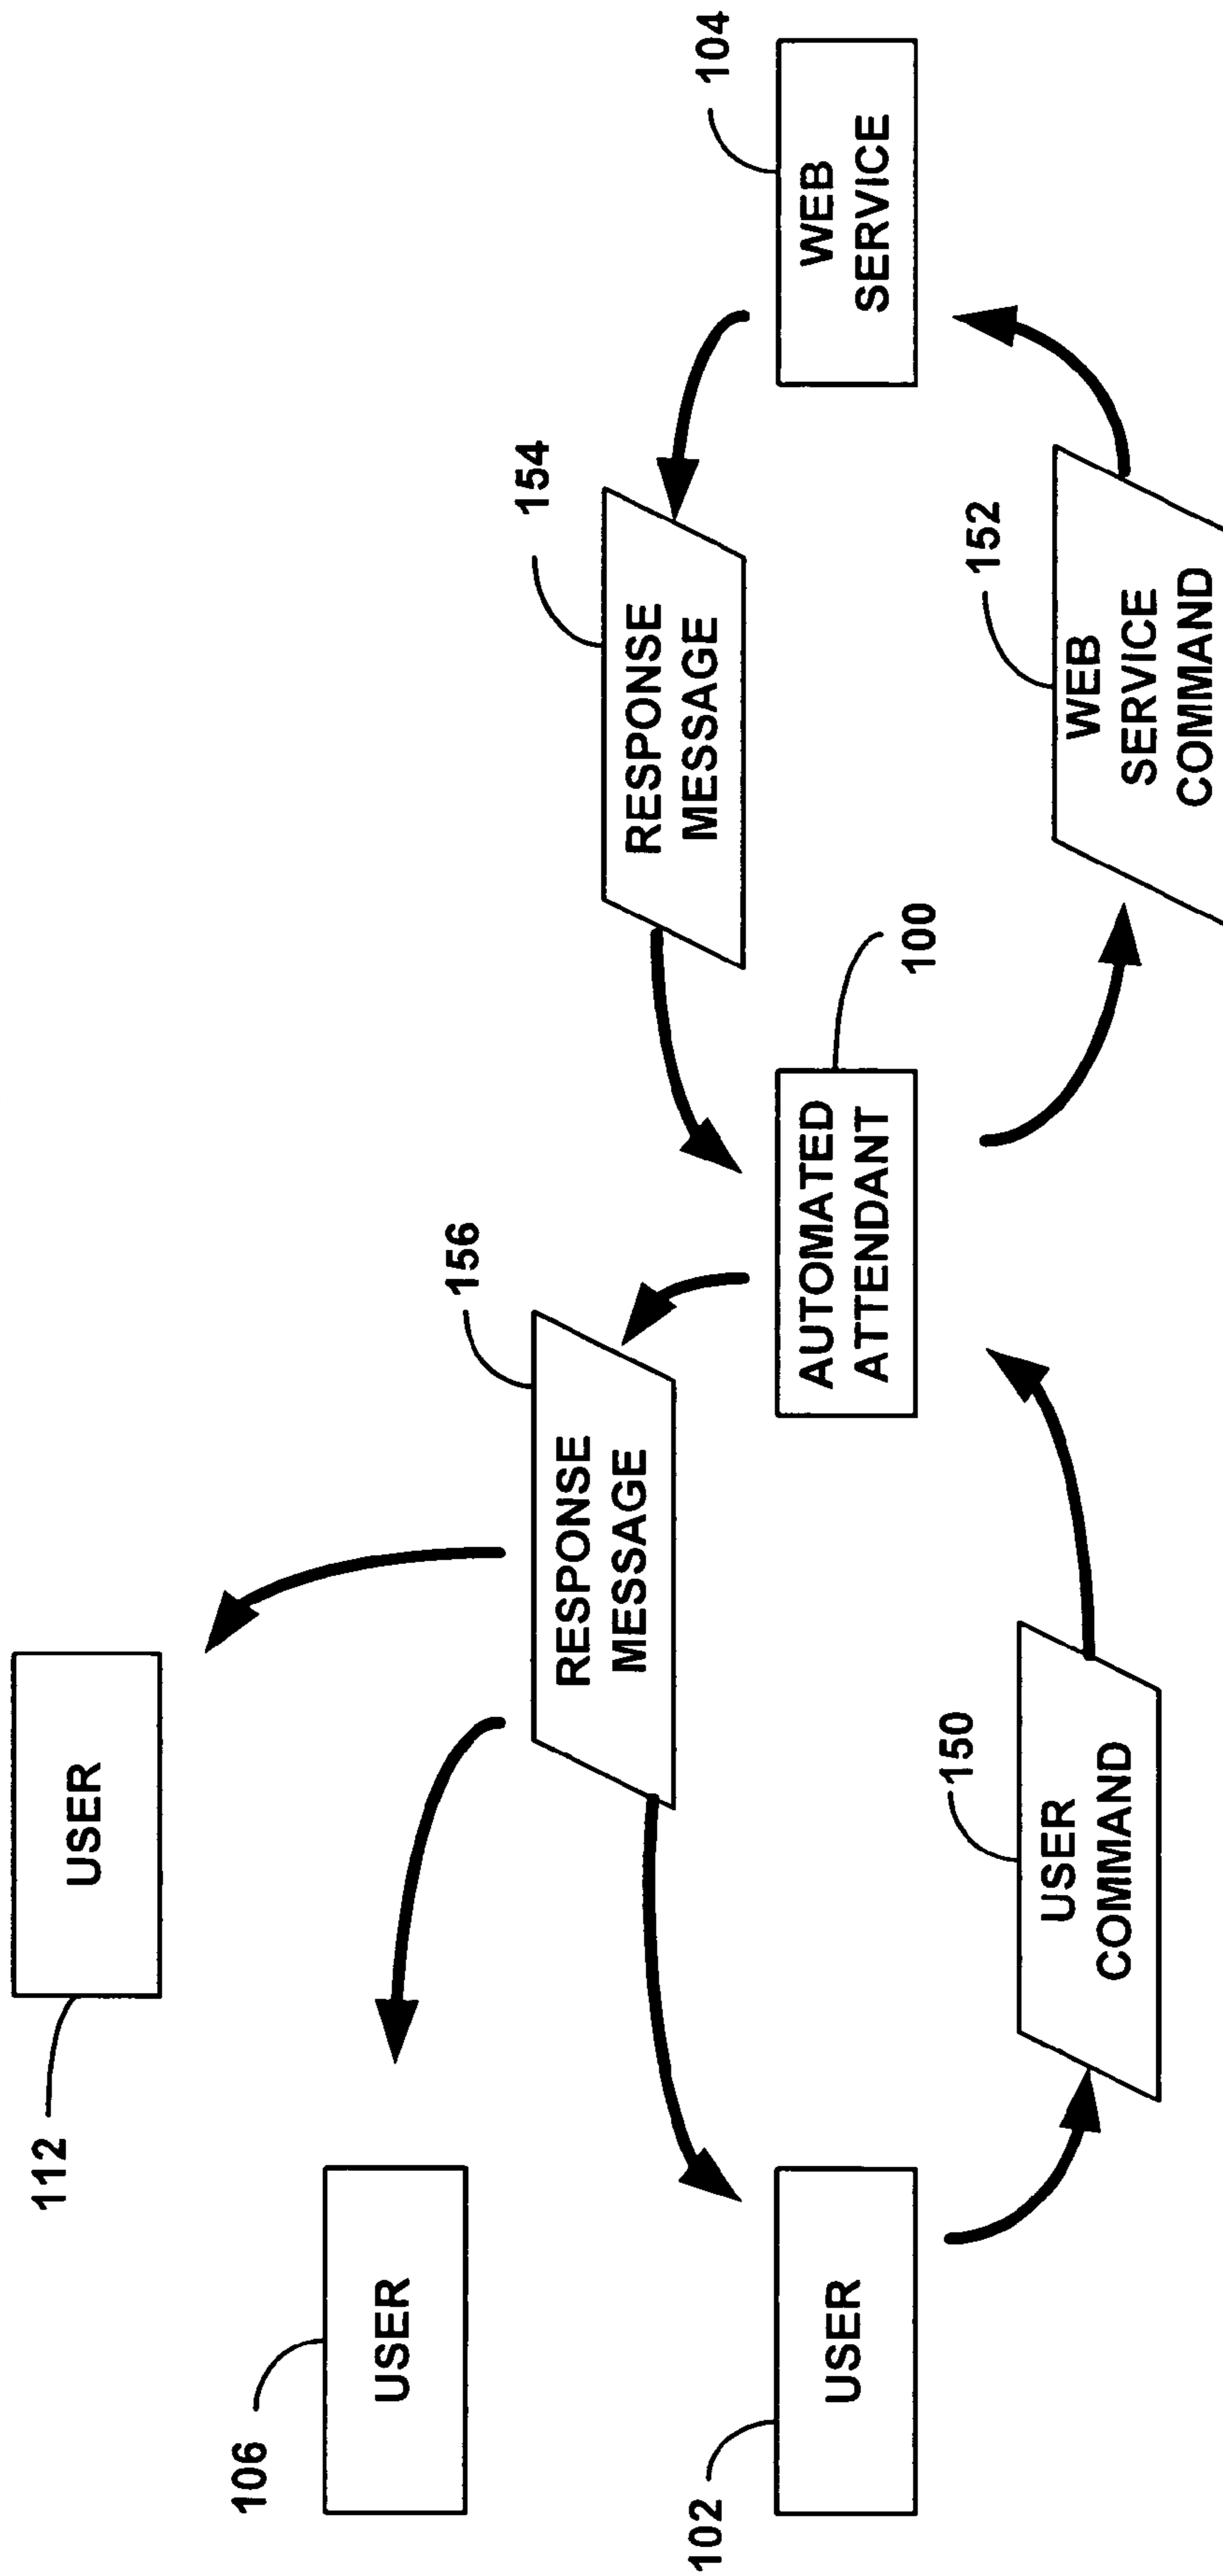 112
USER
106
USER
156
RESPONSE
MESSAGE
154
RESPONSE
MESSAGE
104
WEB
SERVICE
102
USER
AUTOMATED
ATTENDANT
100
150
USER
COMMAND
152
WEB
SERVICE
COMMAND